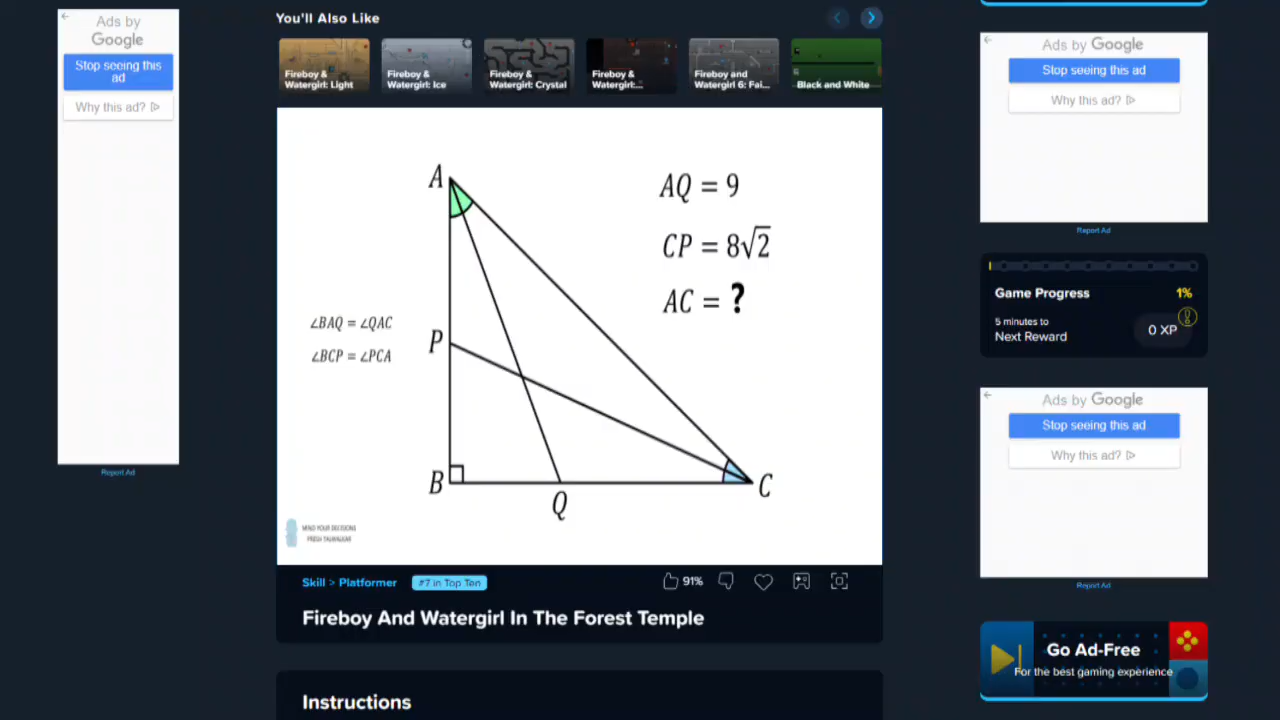 Ads by
Google
Stop seeing this
ad
Why this ad?
Report Ad
You'll Also Like
Fireboy &
Watergirl: Light
Fireboy &
Watergirl: Ice
Fireboy &
Watergirl: Crystal
Fireboy &
Watergirl:...
Fireboy and
Watergirl 6: Fai...
Black and White
A
AQ = 9
CP = 8√2
AC = ?
∠BAQ = ∠QAC
∠BCP = ∠PCA
P
B
Q
C
MIND YOUR DECISIONS
PRESH TALWALKAR
Skill > Platformer
#7 in Top Ten
91%
Fireboy And Watergirl In The Forest Temple
Instructions
Ads by Google
Stop seeing this ad
Why this ad?
Report Ad
Game Progress
1%
5 minutes to
Next Reward
0 XP
Ads by Google
Stop seeing this ad
Why this ad?
Report Ad
Go Ad-Free
For the best gaming experience